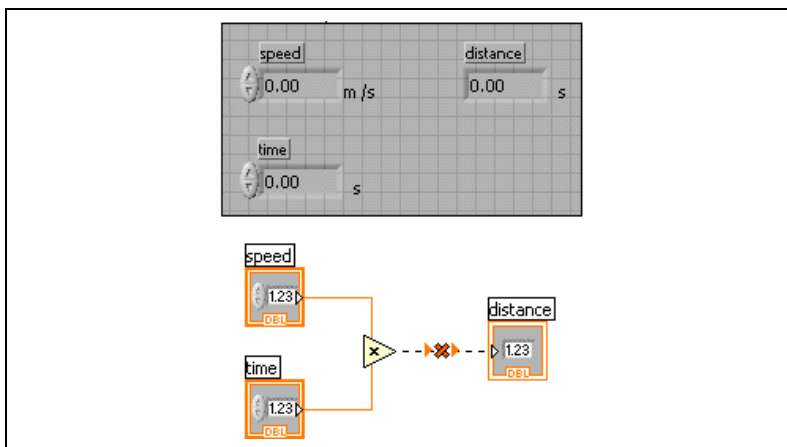 speed
distance
0.00
m /s
0.00
s
time
0.00
s
speed
1.23
DBL
×
distance
1.23
DBL
time
1.23
DBL